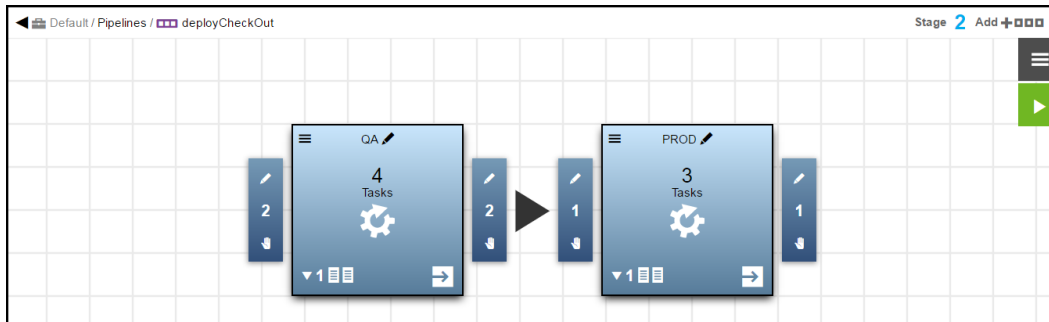 Default / Pipelines / deployCheckOut
Stage 2 Add
QA
4
Tasks
2
2
1
PROD
3
Tasks
1
1
1